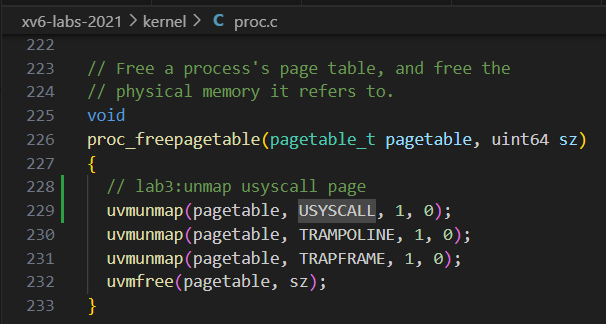 xv6-labs-2021 > kernel > C proc.c
222
223 // Free a process's page table, and free the
224 // physical memory it refers to.
225 void
226 proc_freepagetable(pagetable_t pagetable, uint64 sz)
227 {
228   // lab3:unmap usyscall page
229   uvmunmap(pagetable, USYSCALL, 1, 0);
230   uvmunmap(pagetable, TRAMPOLINE, 1, 0);
231   uvmunmap(pagetable, TRAPFRAME, 1, 0);
232   uvmfree(pagetable, sz);
233 }